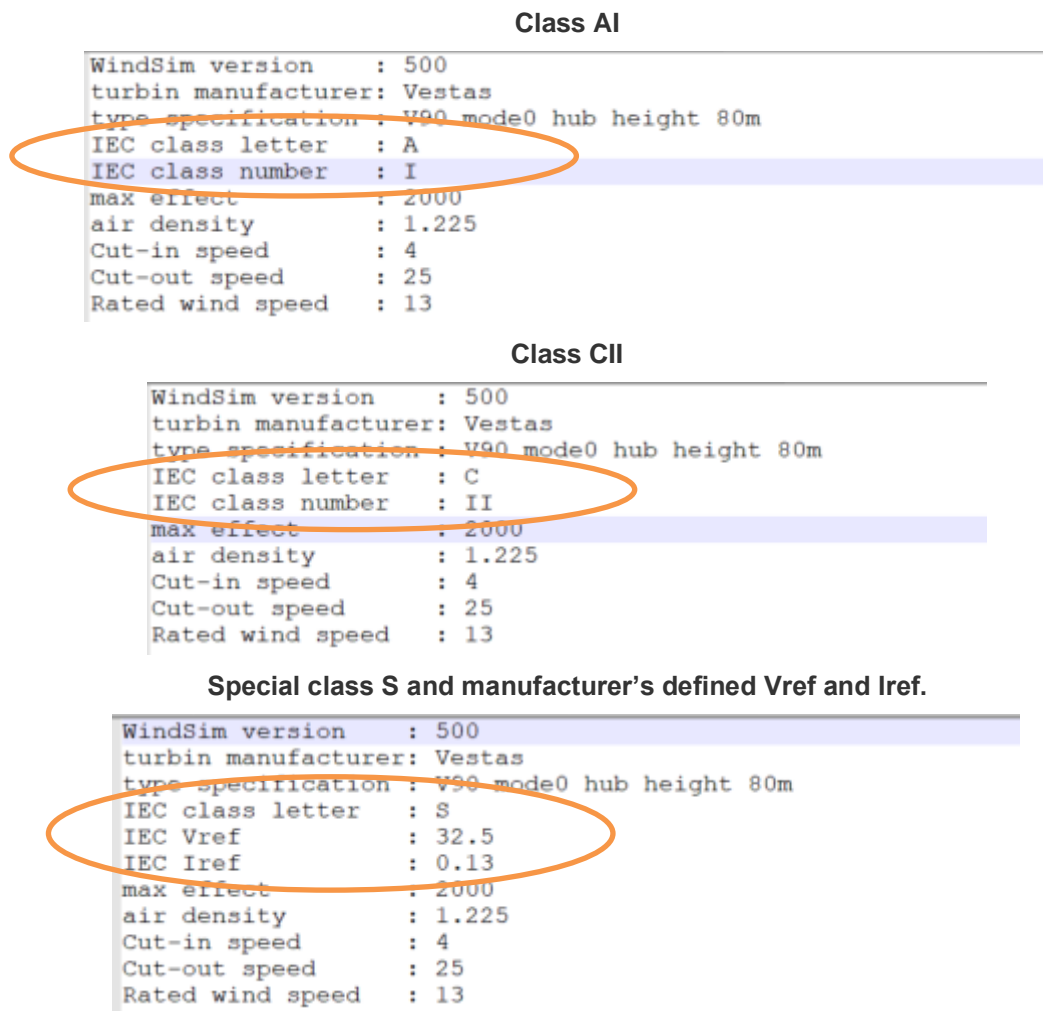 Class AI
WindSim version : 500
turbin manufacturer: Vestas
type specification : V90 mode0 hub height 80m
IEC class letter : A
IEC class number : I
max effect : 2000
air density : 1.225
Cut-in speed : 4
Cut-out speed : 25
Rated wind speed : 13
Class CII
WindSim version : 500
turbin manufacturer: Vestas
type specification : V90 mode0 hub height 80m
IEC class letter : C
IEC class number : II
max effect : 2000
air density : 1.225
Cut-in speed : 4
Cut-out speed : 25
Rated wind speed : 13
Special class S and manufacturer’s defined Vref and Iref.
WindSim version : 500
turbin manufacturer: Vestas
type specification : V90 mode0 hub height 80m
IEC class letter : S
IEC Vref : 32.5
IEC Iref : 0.13
max effect : 2000
air density : 1.225
Cut-in speed : 4
Cut-out speed : 25
Rated wind speed : 13